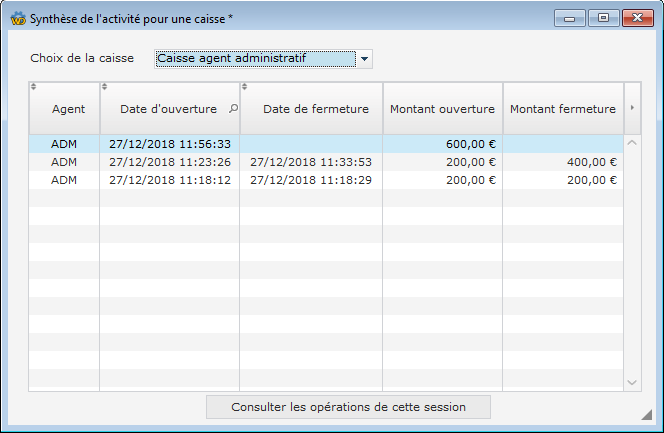 Synthèse de l'activité pour une caisse *
Choix de la caisse Caisse agent administratif
Agent Date d'ouverture Date de fermeture Montant ouverture Montant fermeture
ADM 27/12/2018 11:56:33 600,00 €
ADM 27/12/2018 11:23:26 27/12/2018 11:33:53 200,00 € 400,00 €
ADM 27/12/2018 11:18:12 27/12/2018 11:18:29 200,00 € 200,00 €
Consulter les opérations de cette session